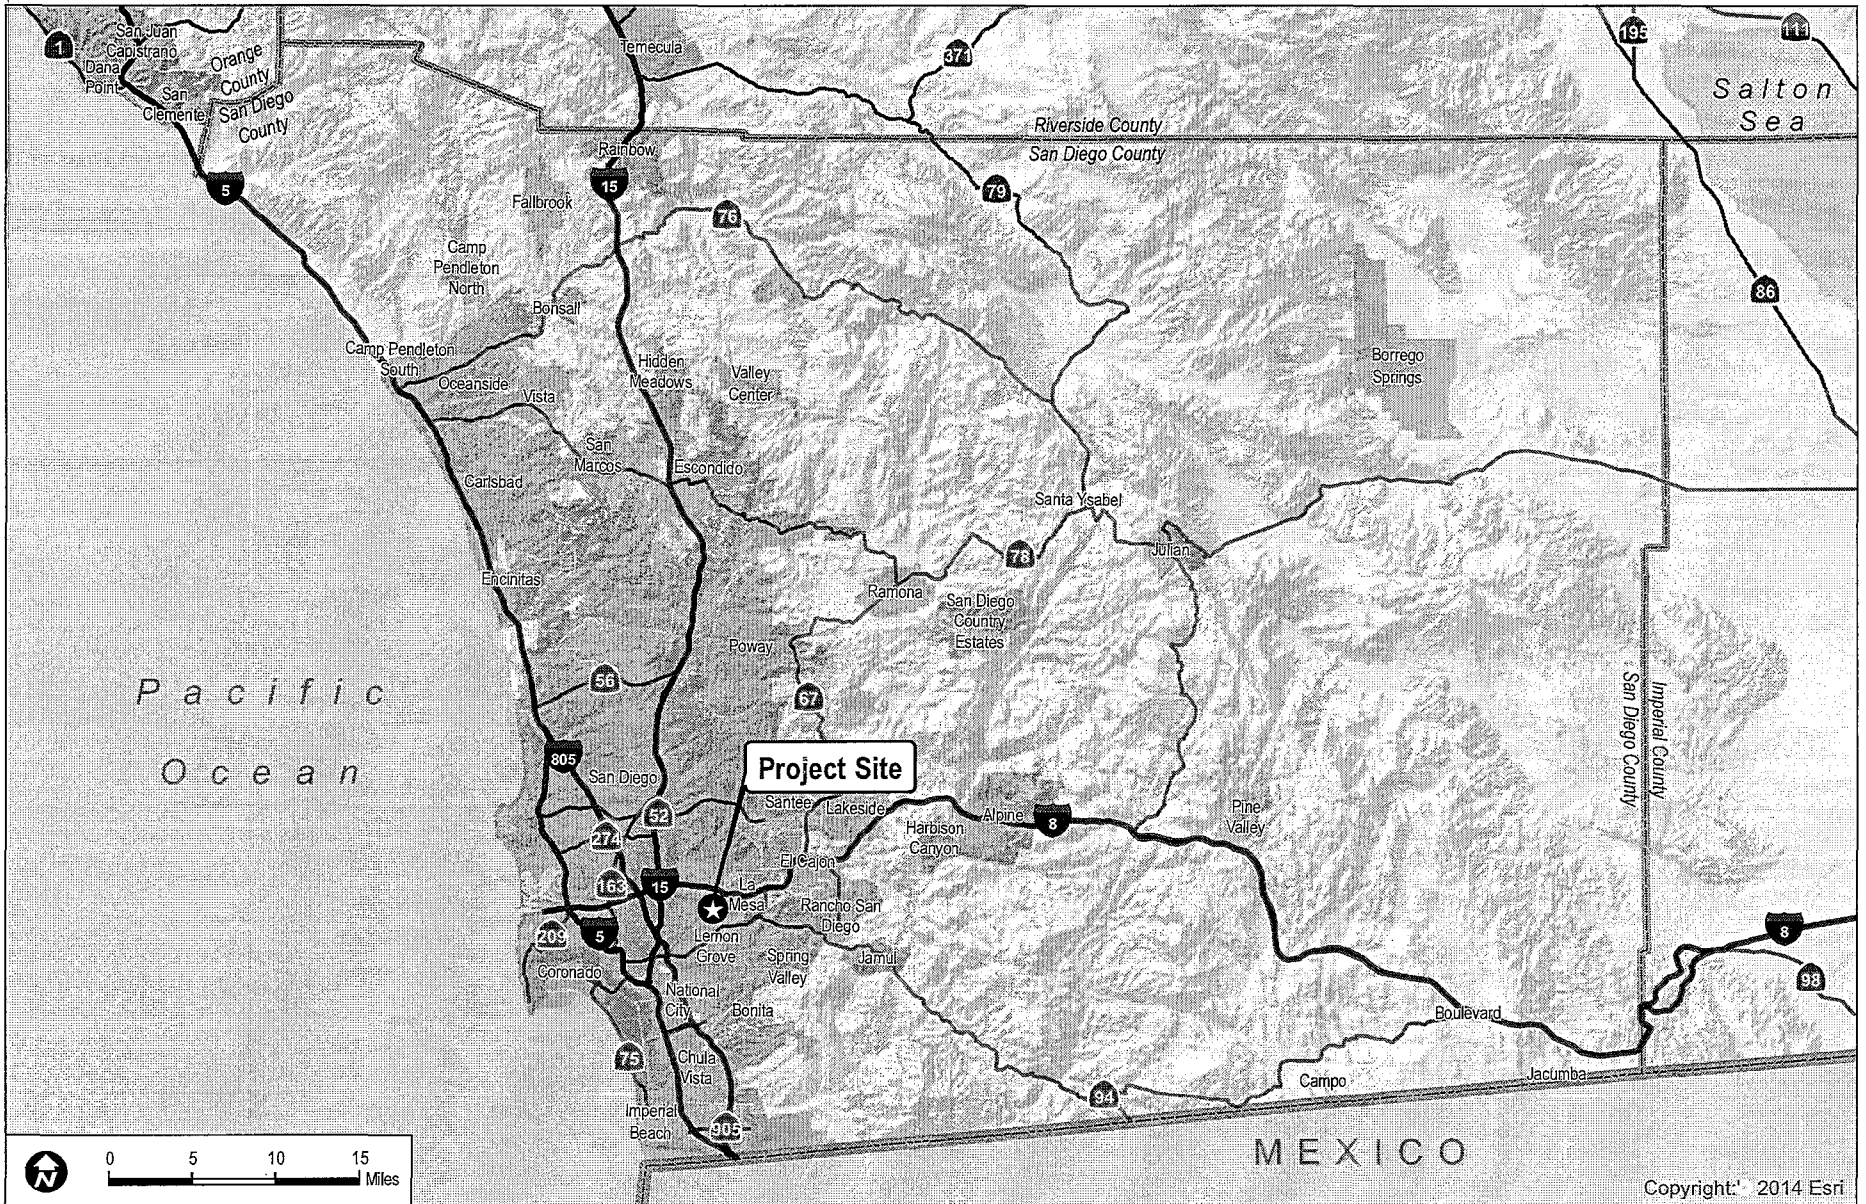 1
San Juan
Capistrano
Dana
Point
San
Clemente
Orange
County
San Diego
County
Temecula
371
195
111
Salton
Sea
Riverside County
San Diego County
5
Rainbow
15
Fallbrook
76
79
86
Camp
Pendleton
North
Bonsall
Camp Pendleton
South
Oceanside
Vista
Hidden
Meadows
Valley
Center
Borrego
Springs
San
Marcos
Escondido
Carlsbad
Santa Ysabel
78
Julian
Encinitas
Ramona
San Diego
Country
Estates
Poway
56
67
Pacific
Ocean
Imperial County
San Diego County
805
San Diego
Project Site
52
Santee
Lakeside
Alpine
8
Pine
Valley
Harbison
Canyon
274
El Cajon
163
15
La
Mesa
Rancho San
Diego
209
5
Lemon
Grove
Spring
Valley
Jamul
8
98
Coronado
National
City
Bonita
Boulevard
75
Chula
Vista
94
Campo
Jacumba
Imperial
Beach
905
MEXICO
N
0 5 10 15
Miles
Copyright:' 2014 Esri